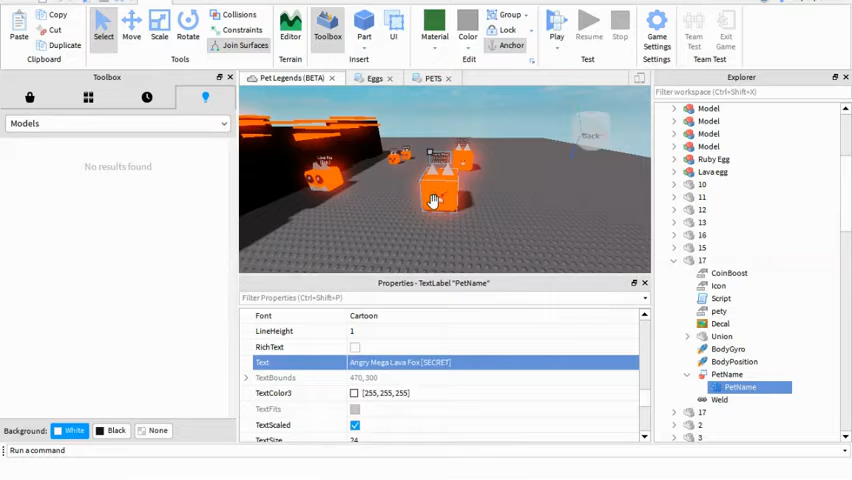 Paste
Copy
Cut
Duplicate
Clipboard
Select
Move
Scale
Rotate
Tools
Collisions
Constraints
Join Surfaces
Editor
Terrain
Toolbox
Part
UI
Insert
Material
Color
Group
Lock
Anchor
Edit
Play
Resume
Stop
Test
Game
Settings
Settings
Team
Test
Exit
Game
Team Test
Toolbox
Models
No results found
Background:
White
Black
None
Run a command
Pet Legends (BETA)
Eggs
PETS
Back
Properties - TextLabel "PetName"
Filter Properties (Ctrl+Shift+P)
Font Cartoon
LineHeight 1
RichText
Text Angry Mega Lava Fox [SECRET]
TextBounds 470, 300
TextColor3 [255, 255, 255]
TextFits
TextScaled
TextSize 24
Explorer
Filter workspace (Ctrl+Shift+X)
Model
Model
Model
Model
Ruby Egg
Lava egg
10
11
12
13
16
15
17
CoinBoost
Icon
Script
pety
Decal
Union
BodyGyro
BodyPosition
PetName
PetName
Weld
17
2
3